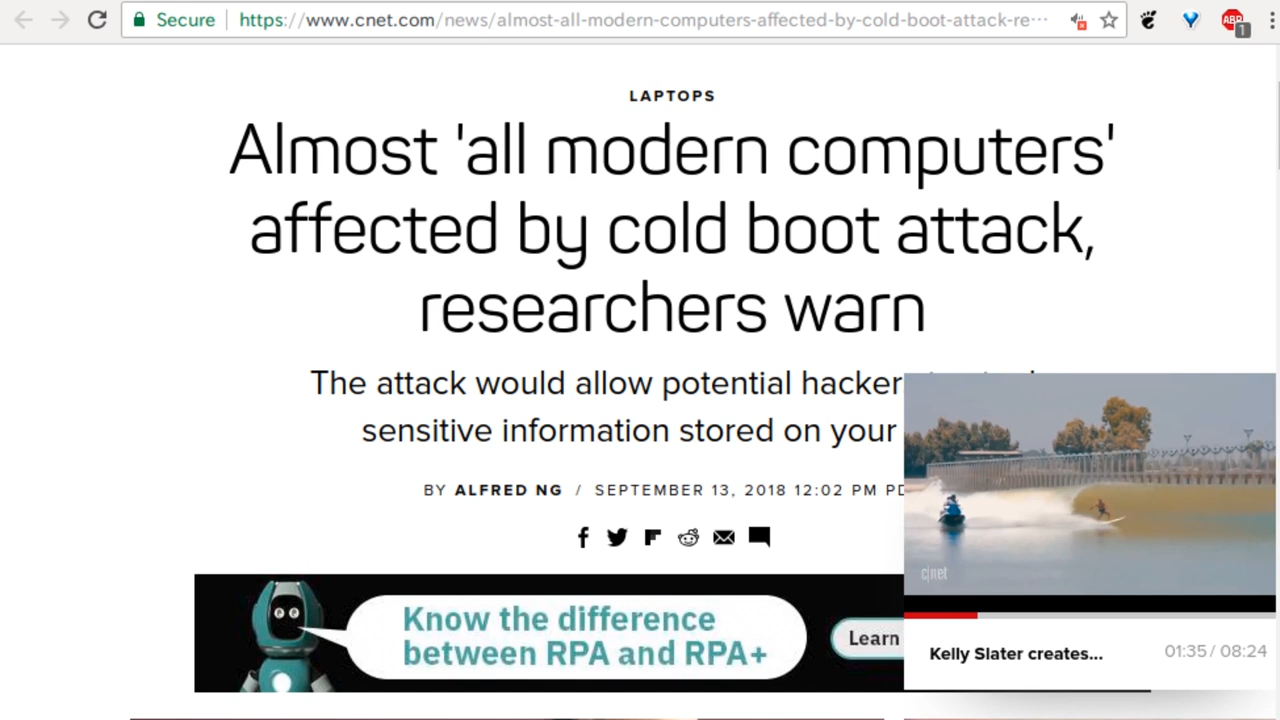 Secure https://www.cnet.com/news/almost-all-modern-computers-affected-by-cold-boot-attack-re···
ABP
1
LAPTOPS
Almost 'all modern computers'
affected by cold boot attack,
researchers warn
The attack would allow potential hacker
sensitive information stored on your
BY ALFRED NG / SEPTEMBER 13, 2018 12:02 PM PD
c|net
Know the difference
between RPA and RPA+
Learn
Kelly Slater creates...
01:35 / 08:24